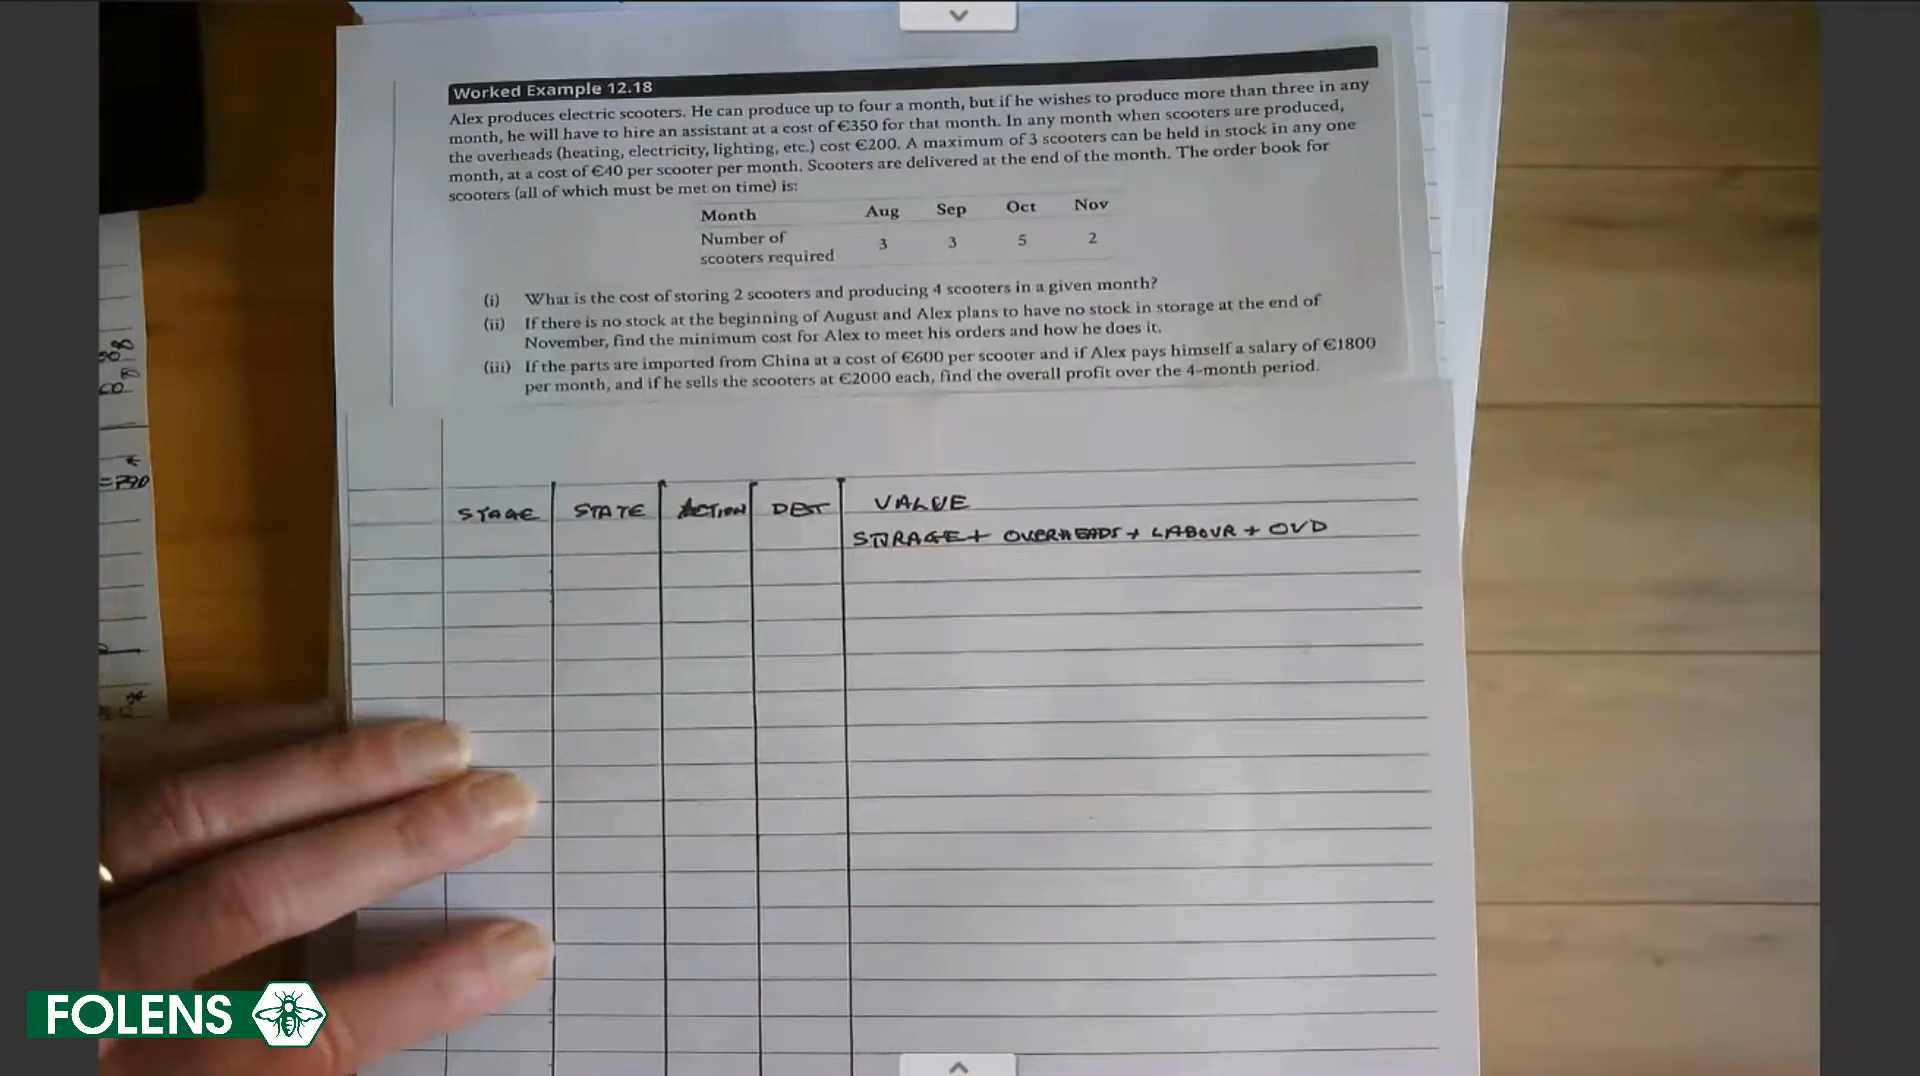 Worked Example 12.18
Alex produces electric scooters. He can produce up to four a month, but if he wishes to produce more than three in any
month, he will have to hire an assistant at a cost of €350 for that month. In any month when scooters are produced,
the overheads (heating, electricity, lighting, etc.) cost €200. A maximum of 3 scooters can be held in stock in any one
month, at a cost of €40 per scooter per month. Scooters are delivered at the end of the month. The order book for
scooters (all of which must be met on time) is:
Month Aug Sep Oct Nov
Number of
scooters required 3 3 5 2
(i) What is the cost of storing 2 scooters and producing 4 scooters in a given month?
(ii) If there is no stock at the beginning of August and Alex plans to have no stock in storage at the end of
November, find the minimum cost for Alex to meet his orders and how he does it.
(iii) If the parts are imported from China at a cost of €600 per scooter and if Alex pays himself a salary of €1800
per month, and if he sells the scooters at €2000 each, find the overall profit over the 4-month period.
STAGE STATE ACTION DEST VALUE
STORAGE + OVERHEADS + LABOUR + OVD
=790
FOLENS